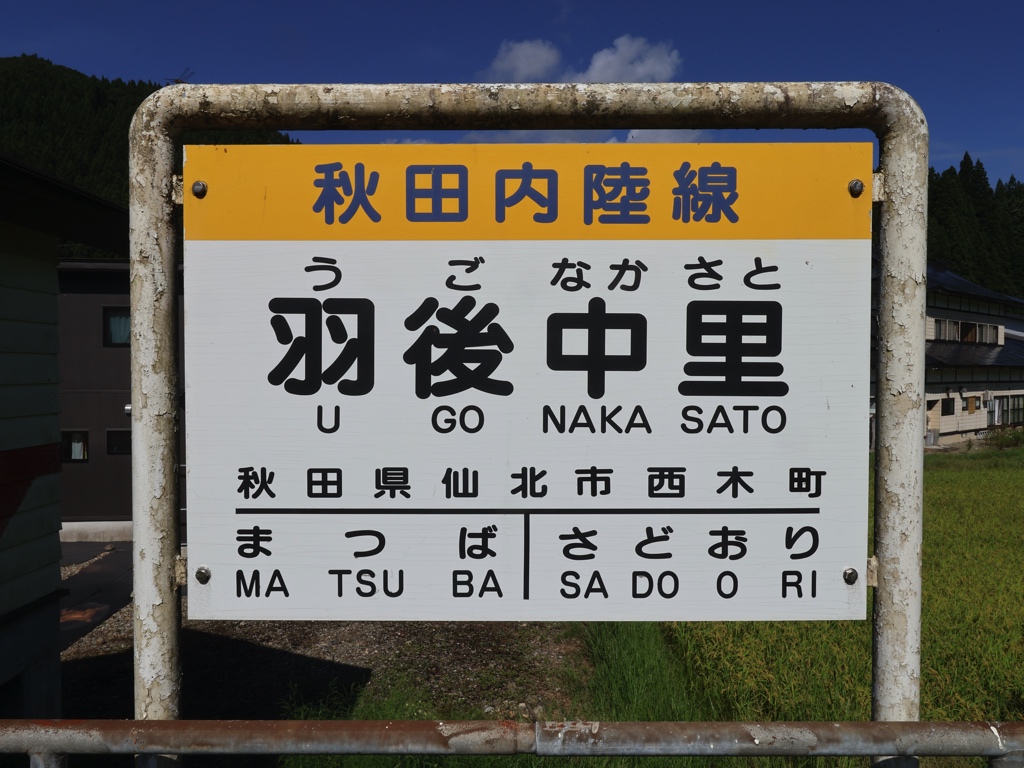 秋田内陸線
うごなかさと
羽後中里
U GO NAKA SATO
秋田県仙北市西木町
まつば さどおり
MA TSU BA SA DO O RI